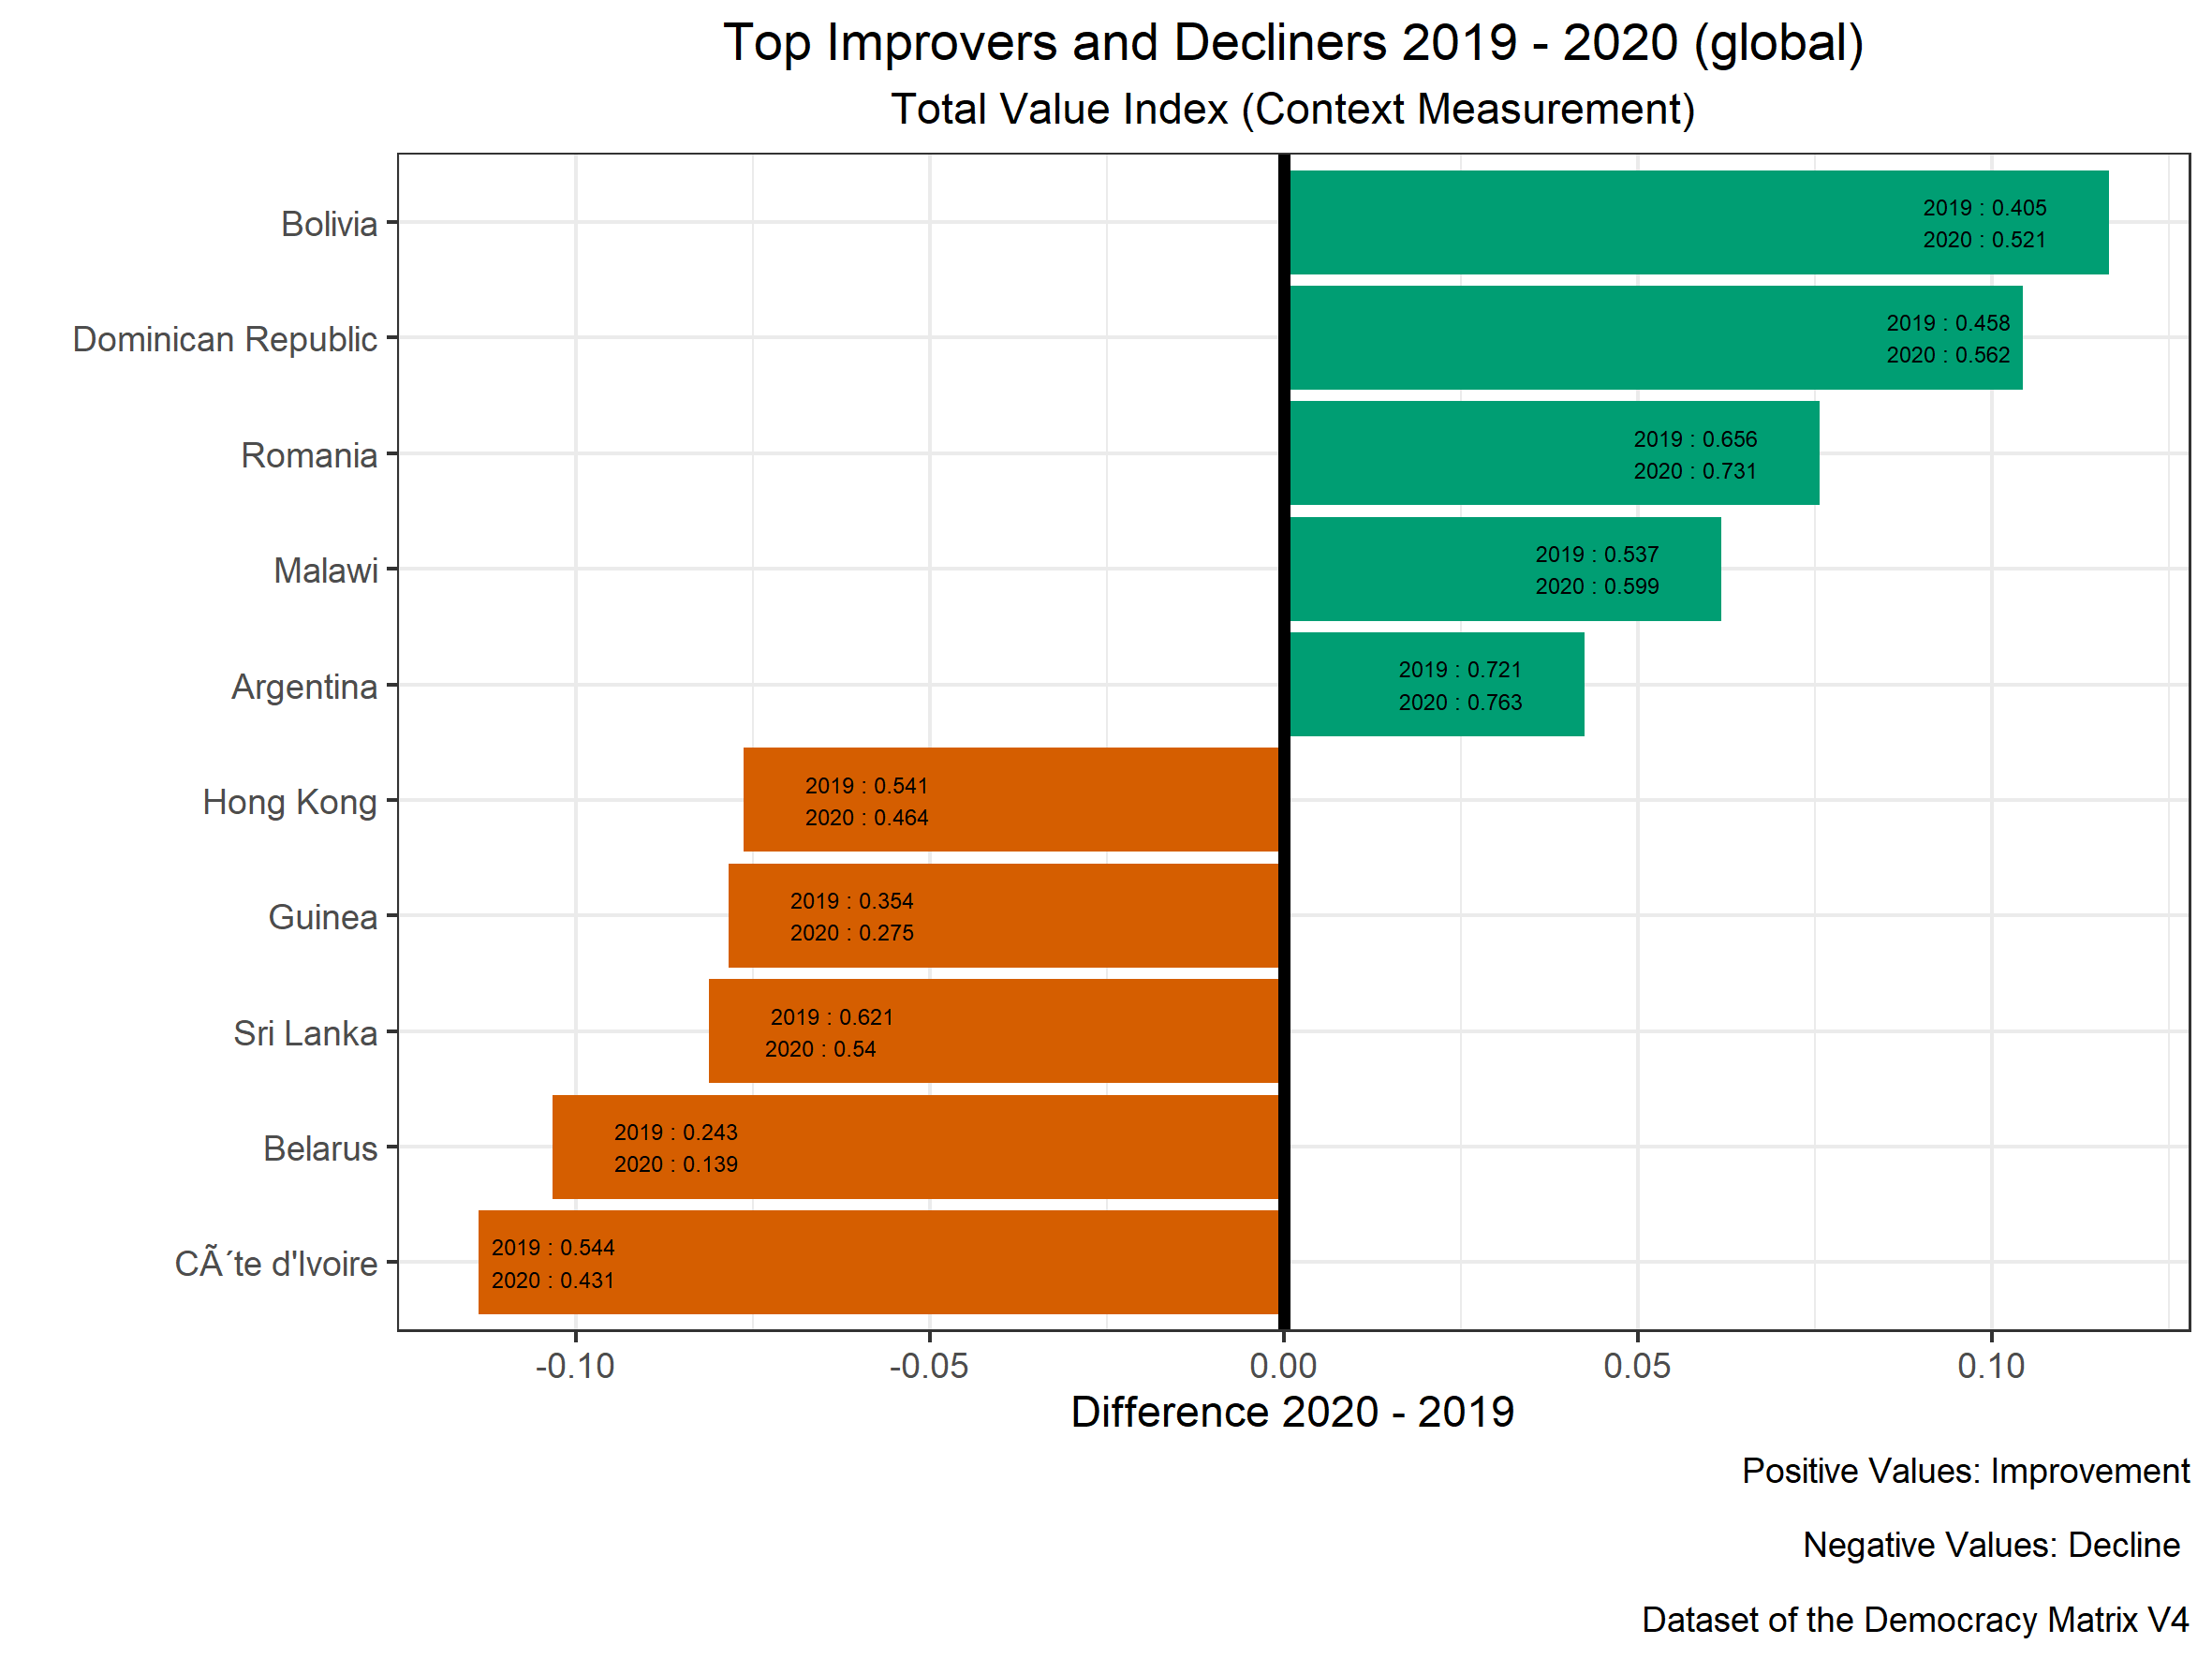 Top Improvers and Decliners 2019 - 2020 (global)
Total Value Index (Context Measurement)
Bolivia
2019 : 0.405
2020 : 0.521
Dominican Republic
2019 : 0.458
2020 : 0.562
Romania
2019 : 0.656
2020 : 0.731
Malawi
2019 : 0.537
2020 : 0.599
Argentina
2019 : 0.721
2020 : 0.763
Hong Kong
2019 : 0.541
2020 : 0.464
Guinea
2019 : 0.354
2020 : 0.275
Sri Lanka
2019 : 0.621
2020 : 0.54
Belarus
2019 : 0.243
2020 : 0.139
CÃ´te d'Ivoire
2019 : 0.544
2020 : 0.431
-0.10 -0.05 0.00 0.05 0.10
Difference 2020 - 2019
Positive Values: Improvement
Negative Values: Decline
Dataset of the Democracy Matrix V4